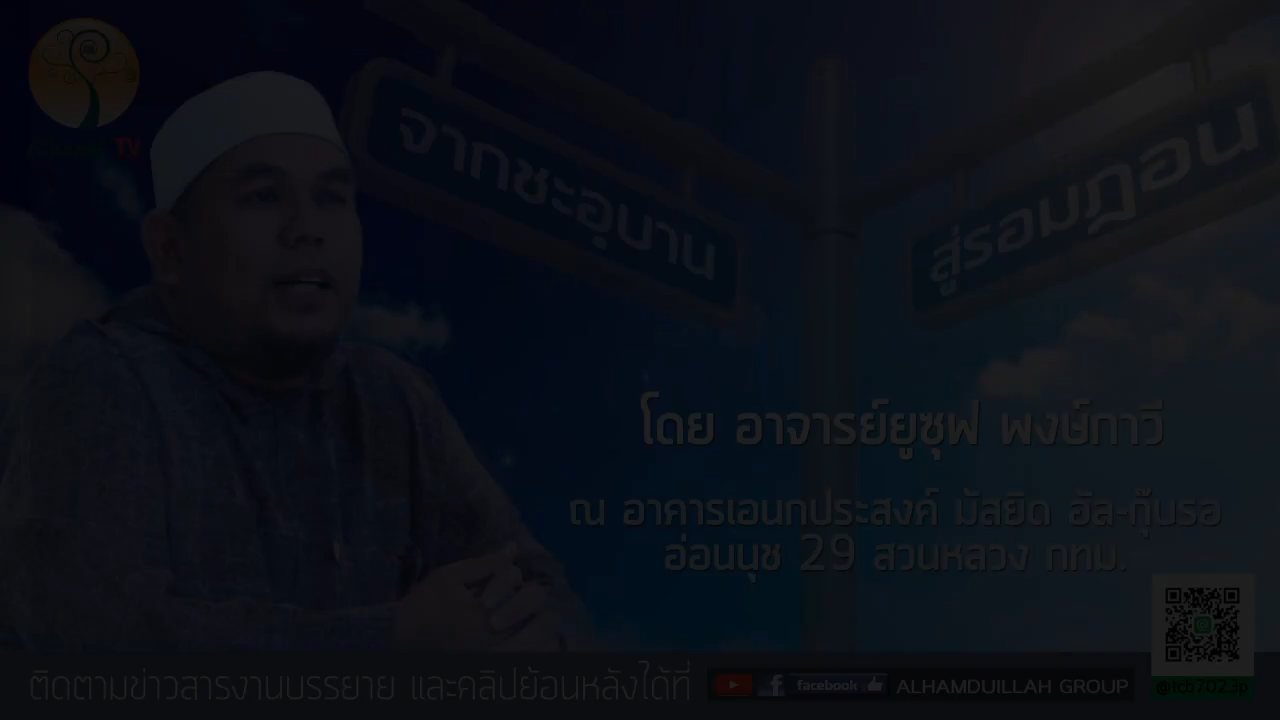 TV
จากชะอฺบาน
สู่รอมฎอน
โดย อาจารย์ยูซุฟ พงษ์กาวี
ณ อาคารเอนกประสงค์ มัสยิด อัล-กุ๊บรอ
อ่อนนุช 29 สวนหลวง กทม.
ติดตามข่าวสารงานบรรยาย และคลิปย้อนหลังได้ที่
facebook
ALHAMDUILLAH GROUP